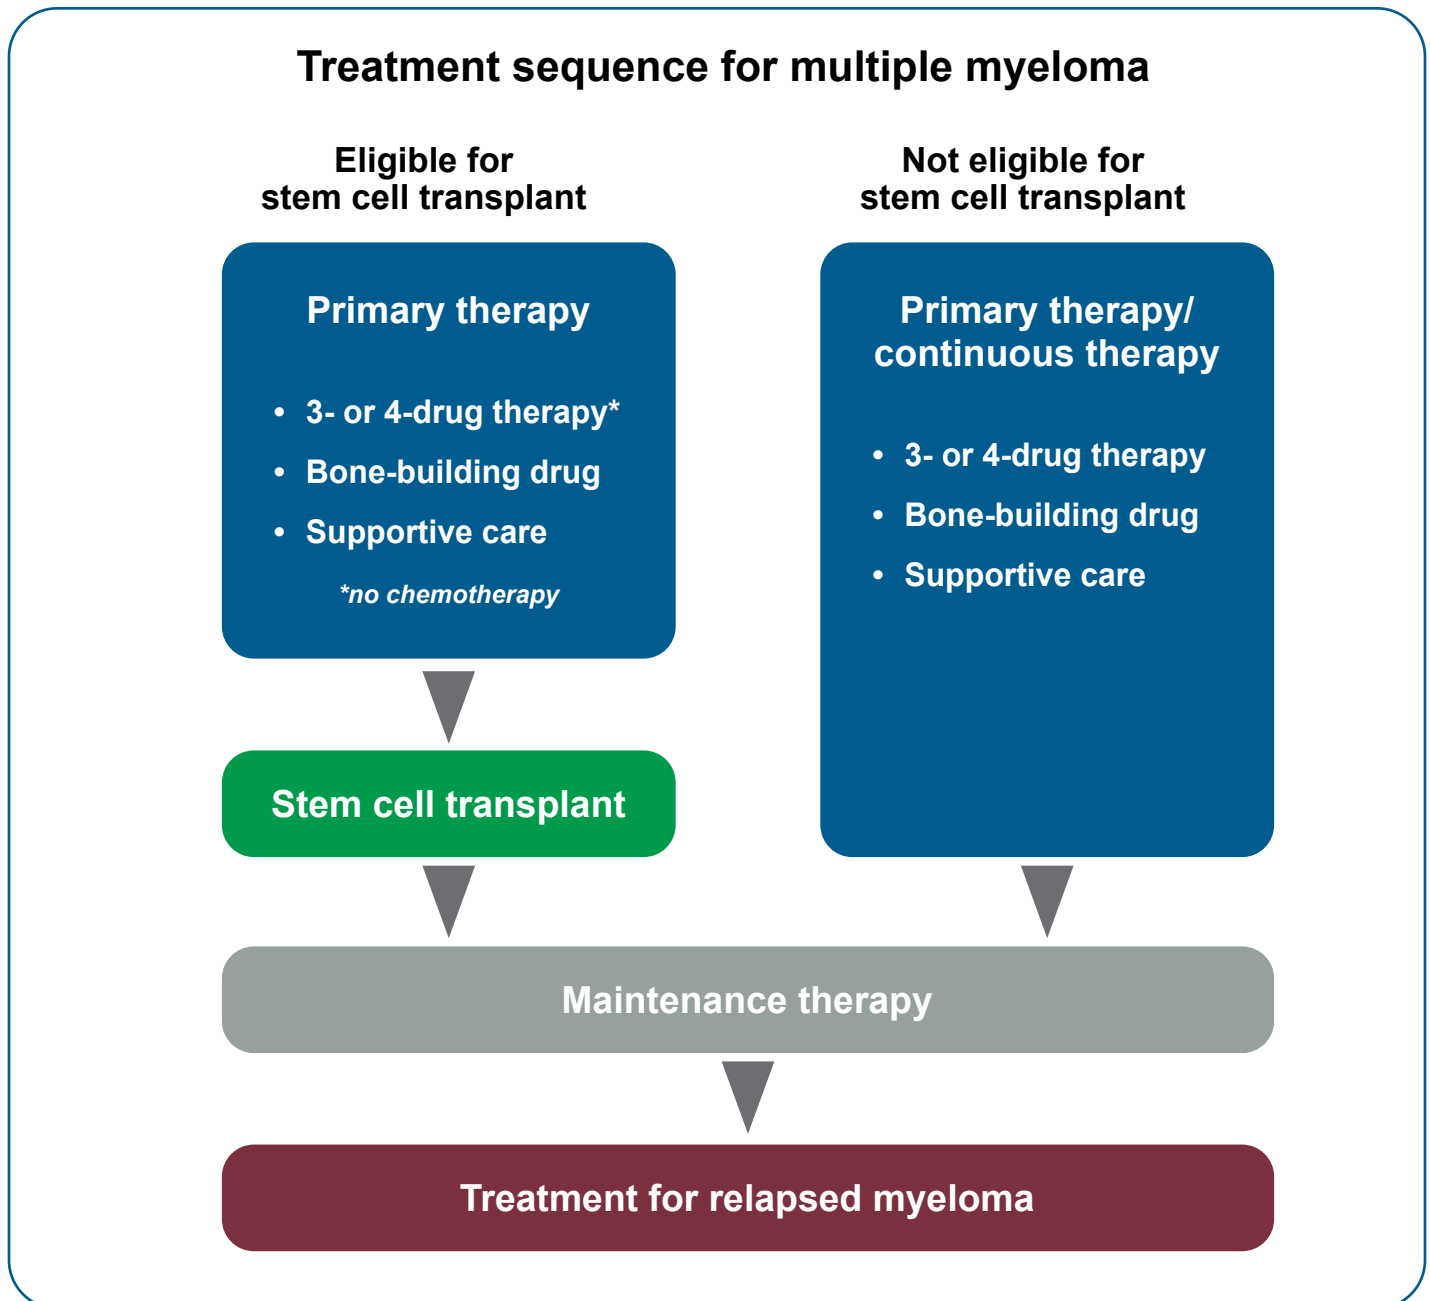 Treatment sequence for multiple myeloma
Eligible for
stem cell transplant
Primary therapy
• 3- or 4-drug therapy*
• Bone-building drug
• Supportive care
*no chemotherapy
Stem cell transplant
Not eligible for
stem cell transplant
Primary therapy/
continuous therapy
• 3- or 4-drug therapy
• Bone-building drug
• Supportive care
Maintenance therapy
Treatment for relapsed myeloma